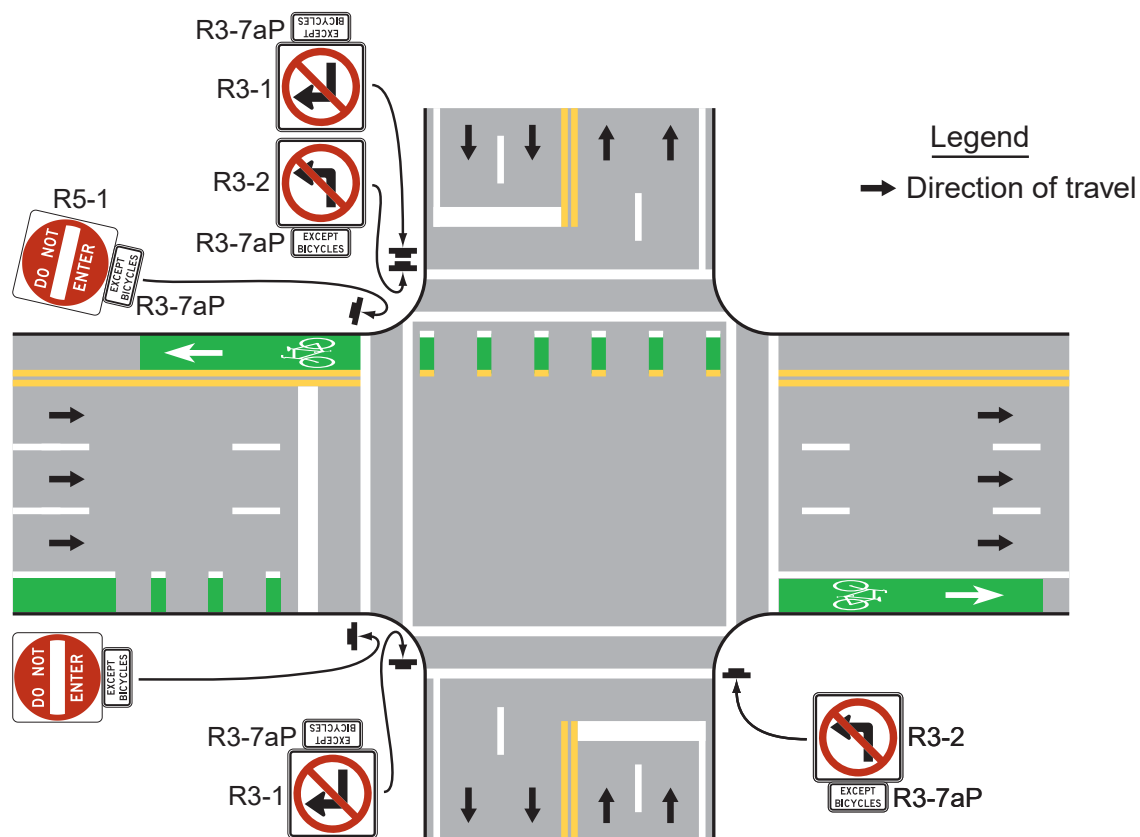 R3-7aP
EXCEPT
BICYCLES
R3-1
R3-2
R3-7aP
EXCEPT
BICYCLES
R5-1
DO NOT
ENTER
EXCEPT
BICYCLES
R3-7aP
Legend
Direction of travel
DO NOT
ENTER
EXCEPT
BICYCLES
R3-7aP
EXCEPT
BICYCLES
R3-1
R3-2
EXCEPT
BICYCLES
R3-7aP